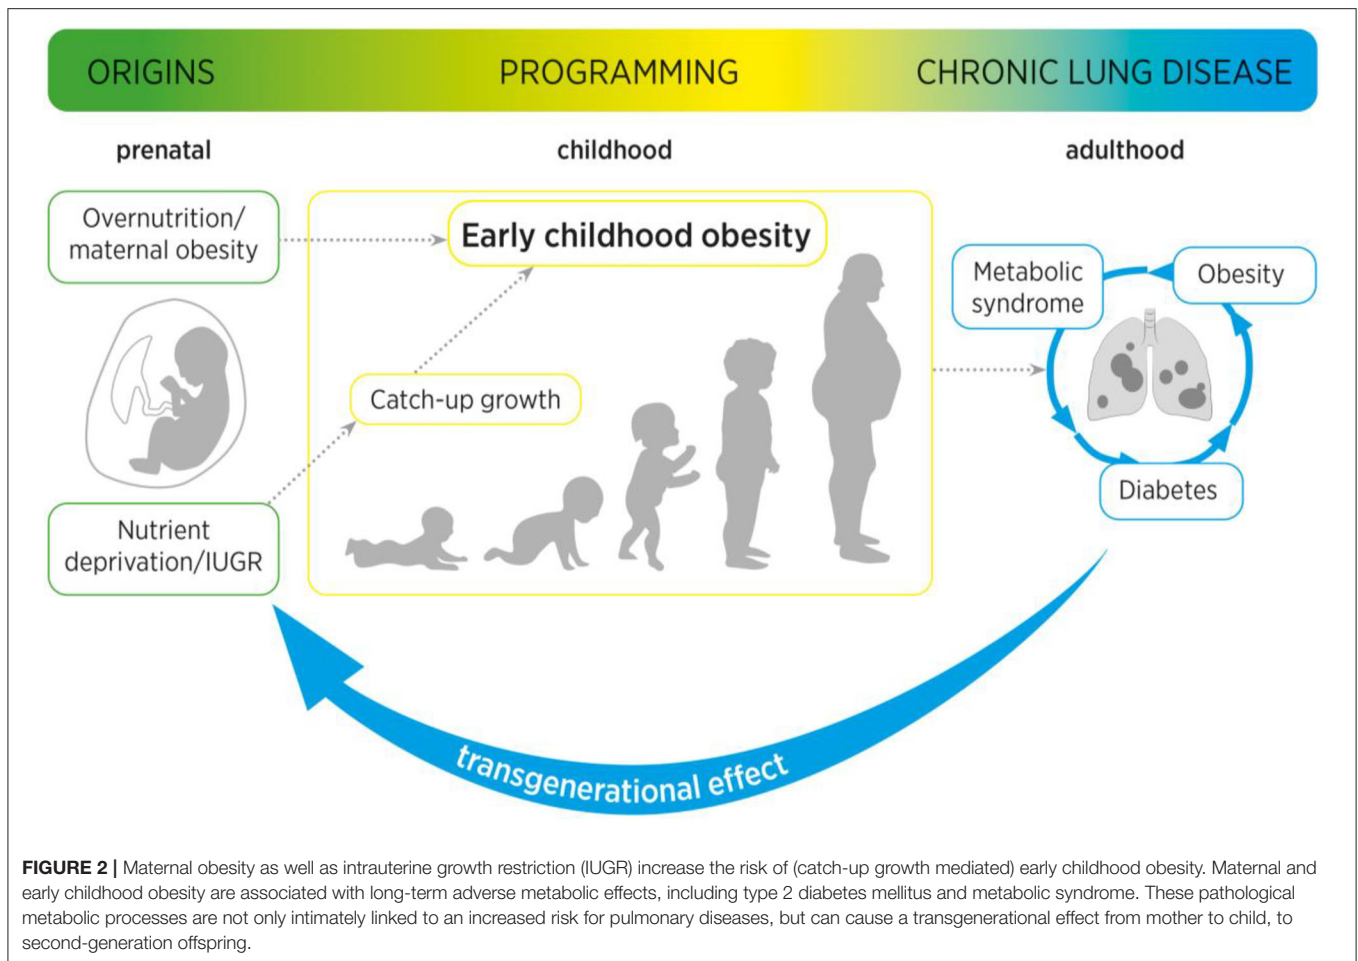 ORIGINS
PROGRAMMING
CHRONIC LUNG DISEASE
prenatal
childhood
adulthood
Overnutrition/
maternal obesity
Early childhood obesity
Metabolic
syndrome
Obesity
Catch-up growth
Diabetes
Nutrient
deprivation/IUGR
transgenerational effect
FIGURE 2 | Maternal obesity as well as intrauterine growth restriction (IUGR) increase the risk of (catch-up growth mediated) early childhood obesity. Maternal and
early childhood obesity are associated with long-term adverse metabolic effects, including type 2 diabetes mellitus and metabolic syndrome. These pathological
metabolic processes are not only intimately linked to an increased risk for pulmonary diseases, but can cause a transgenerational effect from mother to child, to
second-generation offspring.